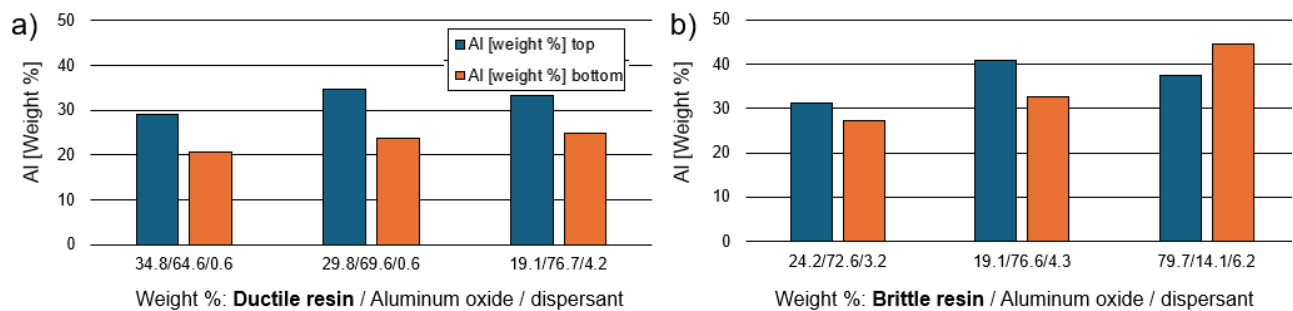 a)
Al [Weight %]
50
40
30
20
10
0
Al [weight %] top
Al [weight %] bottom
34.8/64.6/0.6
29.8/69.6/0.6
19.1/76.7/4.2
Weight %: Ductile resin / Aluminum oxide / dispersant
b)
Al [Weight %]
50
40
30
20
10
0
24.2/72.6/3.2
19.1/76.6/4.3
79.7/14.1/6.2
Weight %: Brittle resin / Aluminum oxide / dispersant